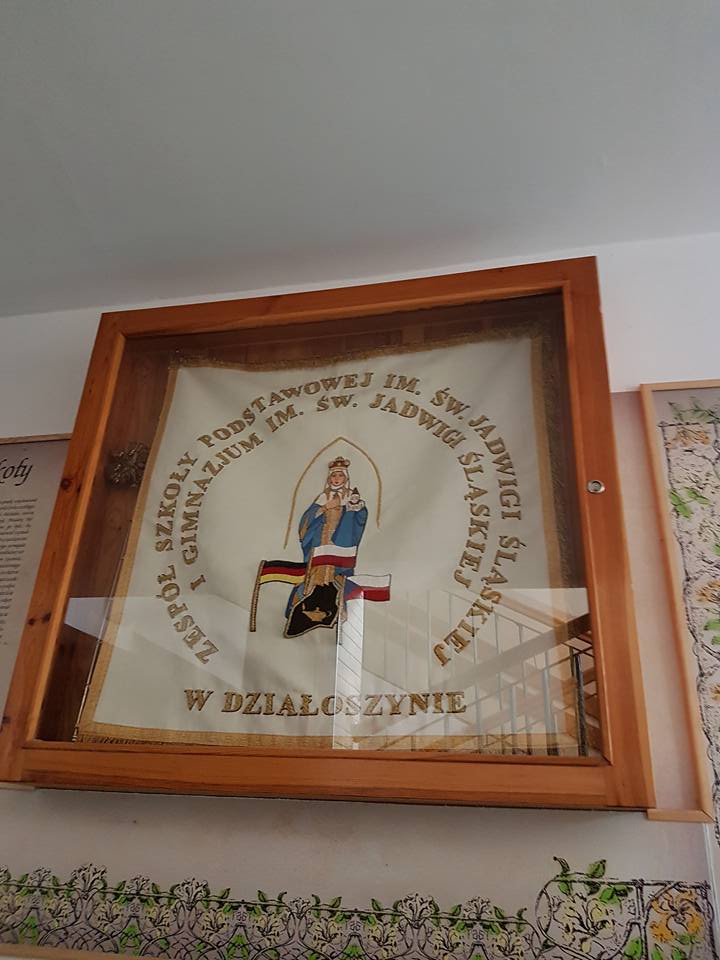 ZESPÓŁ SZKOŁY PODSTAWOWEJ IM. ŚW. JADWIGI ŚLĄSKIEJ
I GIMNAZJUM IM. ŚW. JADWIGI ŚLĄSKIEJ
W DZIAŁOSZYNIE